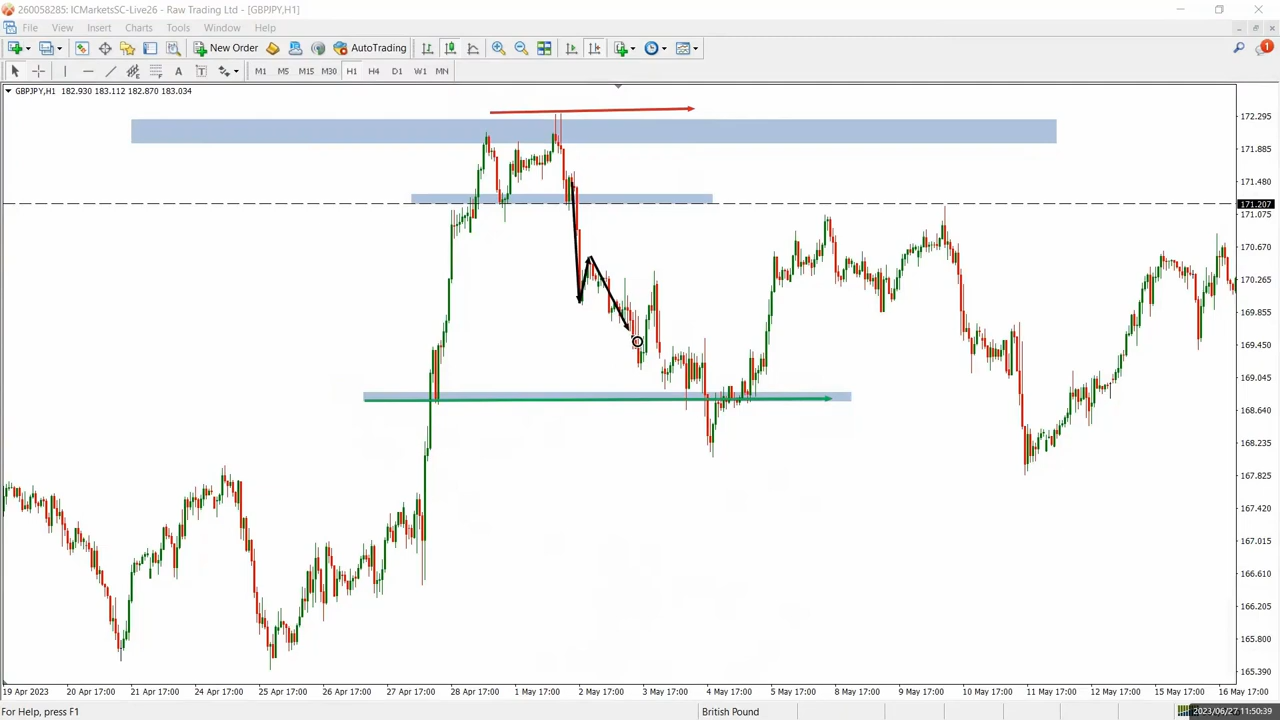 260058285: ICMarketsSC-Live26 - Raw Trading Ltd - [GBPJPY,H1]
File View Insert Charts Tools Window Help
New Order AutoTrading 1
A T M1 M5 M15 M30 H1 H4 D1 W1 MN
GBPJPY,H1 182.930 183.112 182.870 183.034
172.295
171.885
171.480
171.207
171.075
170.670
170.265
169.855
169.450
169.045
168.640
168.235
167.825
167.420
167.015
166.610
166.205
165.800
165.390
19 Apr 2023 20 Apr 17:00 21 Apr 17:00 24 Apr 17:00 25 Apr 17:00 26 Apr 17:00 27 Apr 17:00 28 Apr 17:00 1 May 17:00 2 May 17:00 3 May 17:00 4 May 17:00 5 May 17:00 8 May 17:00 9 May 17:00 10 May 17:00 11 May 17:00 12 May 17:00 15 May 17:00 16 May 17:00
For Help, press F1 British Pound 2023/06/27 11:50:39